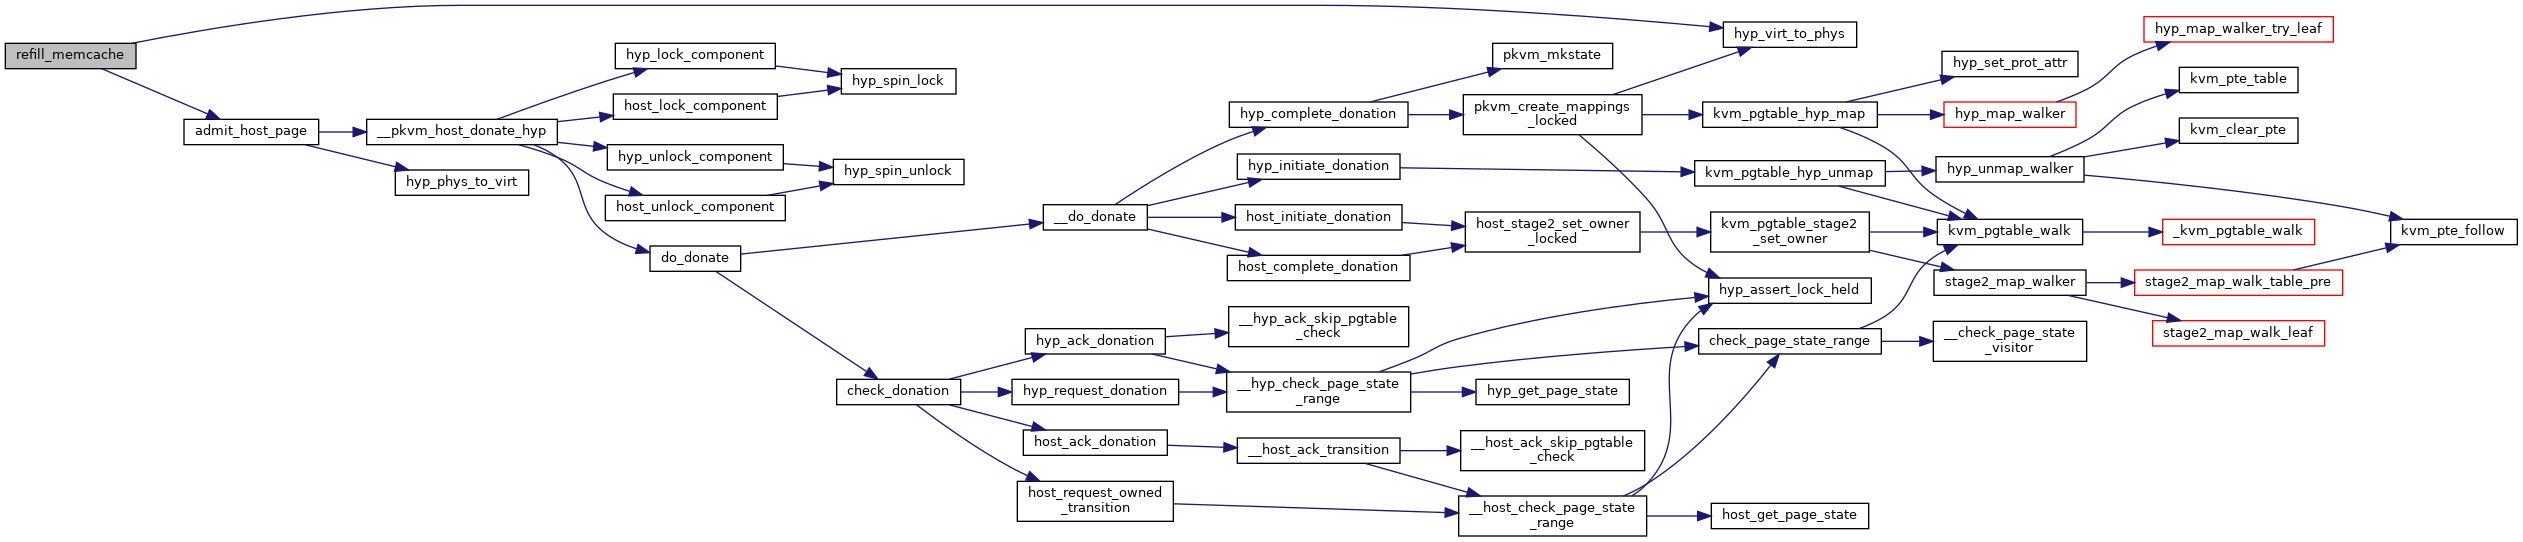 refill_memcache
admit_host_page
__pkvm_host_donate_hyp
hyp_phys_to_virt
hyp_lock_component
host_lock_component
hyp_unlock_component
host_unlock_component
do_donate
hyp_spin_lock
hyp_spin_unlock
check_donation
__do_donate
hyp_ack_donation
hyp_request_donation
host_ack_donation
host_request_owned
_transition
hyp_complete_donation
hyp_initiate_donation
host_initiate_donation
host_complete_donation
__hyp_ack_skip_pgtable
_check
__hyp_check_page_state
_range
__host_ack_transition
pkvm_mkstate
pkvm_create_mappings
_locked
host_stage2_set_owner
_locked
hyp_get_page_state
__host_ack_skip_pgtable
_check
__host_check_page_state
_range
hyp_virt_to_phys
kvm_pgtable_hyp_map
kvm_pgtable_hyp_unmap
kvm_pgtable_stage2
_set_owner
hyp_assert_lock_held
check_page_state_range
host_get_page_state
hyp_set_prot_attr
hyp_map_walker
hyp_unmap_walker
kvm_pgtable_walk
stage2_map_walker
__check_page_state
_visitor
hyp_map_walker_try_leaf
kvm_pte_table
kvm_clear_pte
_kvm_pgtable_walk
stage2_map_walk_table_pre
stage2_map_walk_leaf
kvm_pte_follow